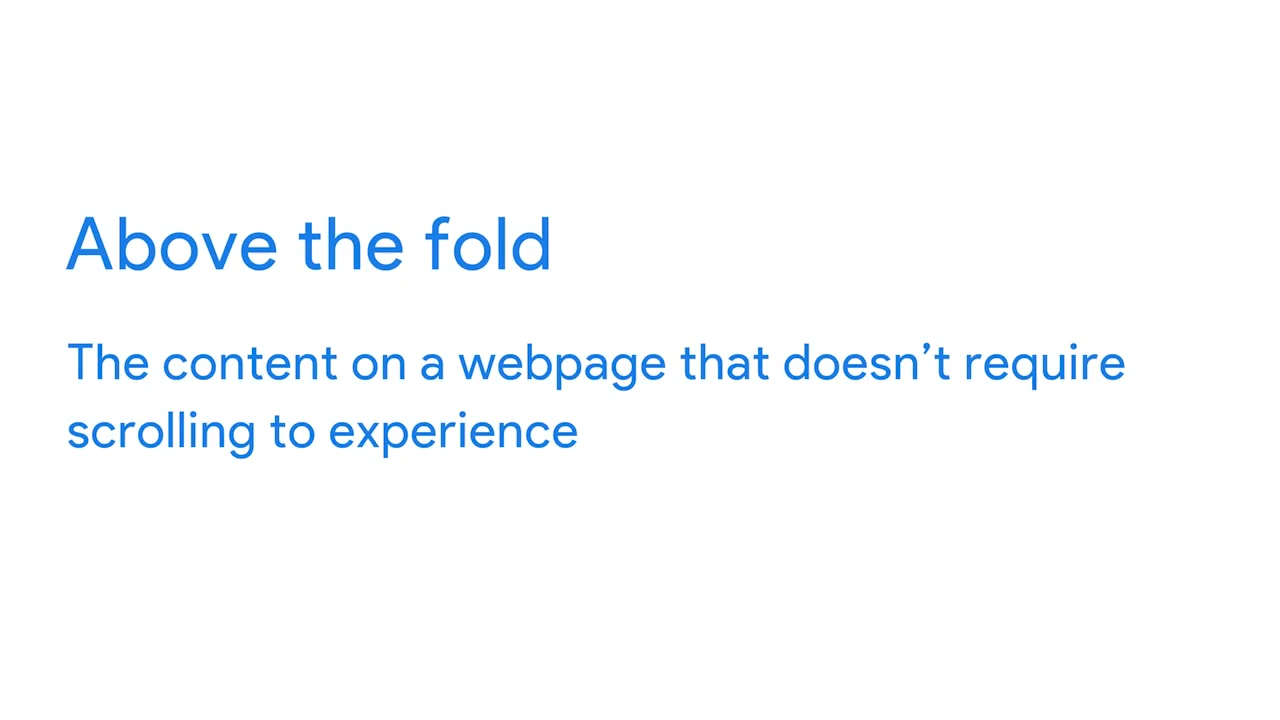 Above the fold
The content on a webpage that doesn’t require
scrolling to experience